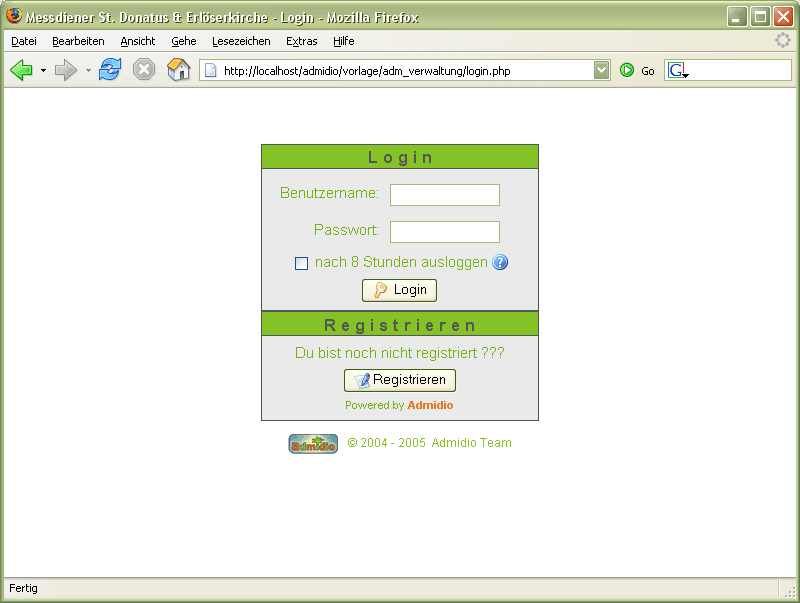 Messdiener St. Donatus & Erlöserkirche - Login - Mozilla Firefox
Datei Bearbeiten Ansicht Gehe Lesezeichen Extras Hilfe
http://localhost/admidio/vorlage/adm_verwaltung/login.php Go G
Login
Benutzername:
Passwort:
nach 8 Stunden ausloggen ?
Login
Registrieren
Du bist noch nicht registriert ???
Registrieren
Powered by Admidio
admidio © 2004 - 2005 Admidio Team
Fertig